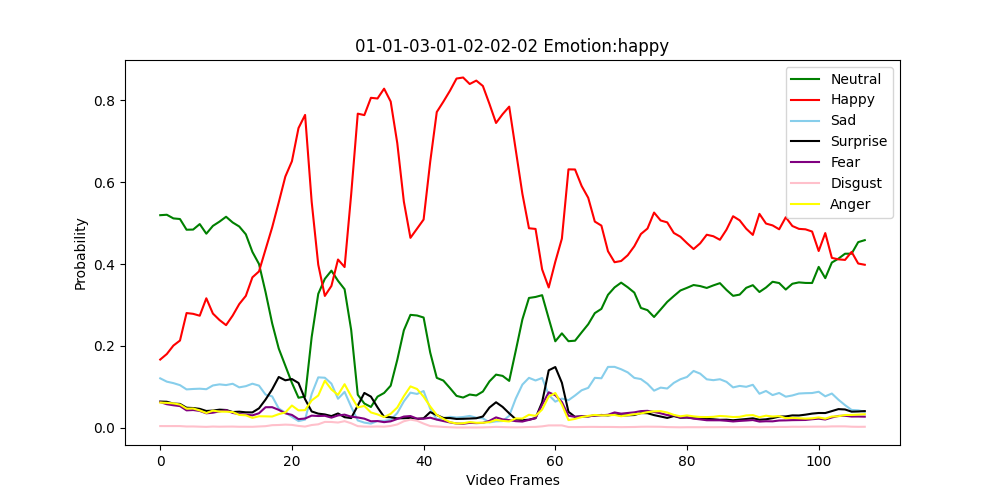 01-01-03-01-02-02-02 Emotion:happy
Neutral
Happy
Sad
Surprise
Fear
Disgust
Anger
Probability
0.8
0.6
0.4
0.2
0.0
0 20 40 60 80 100
Video Frames